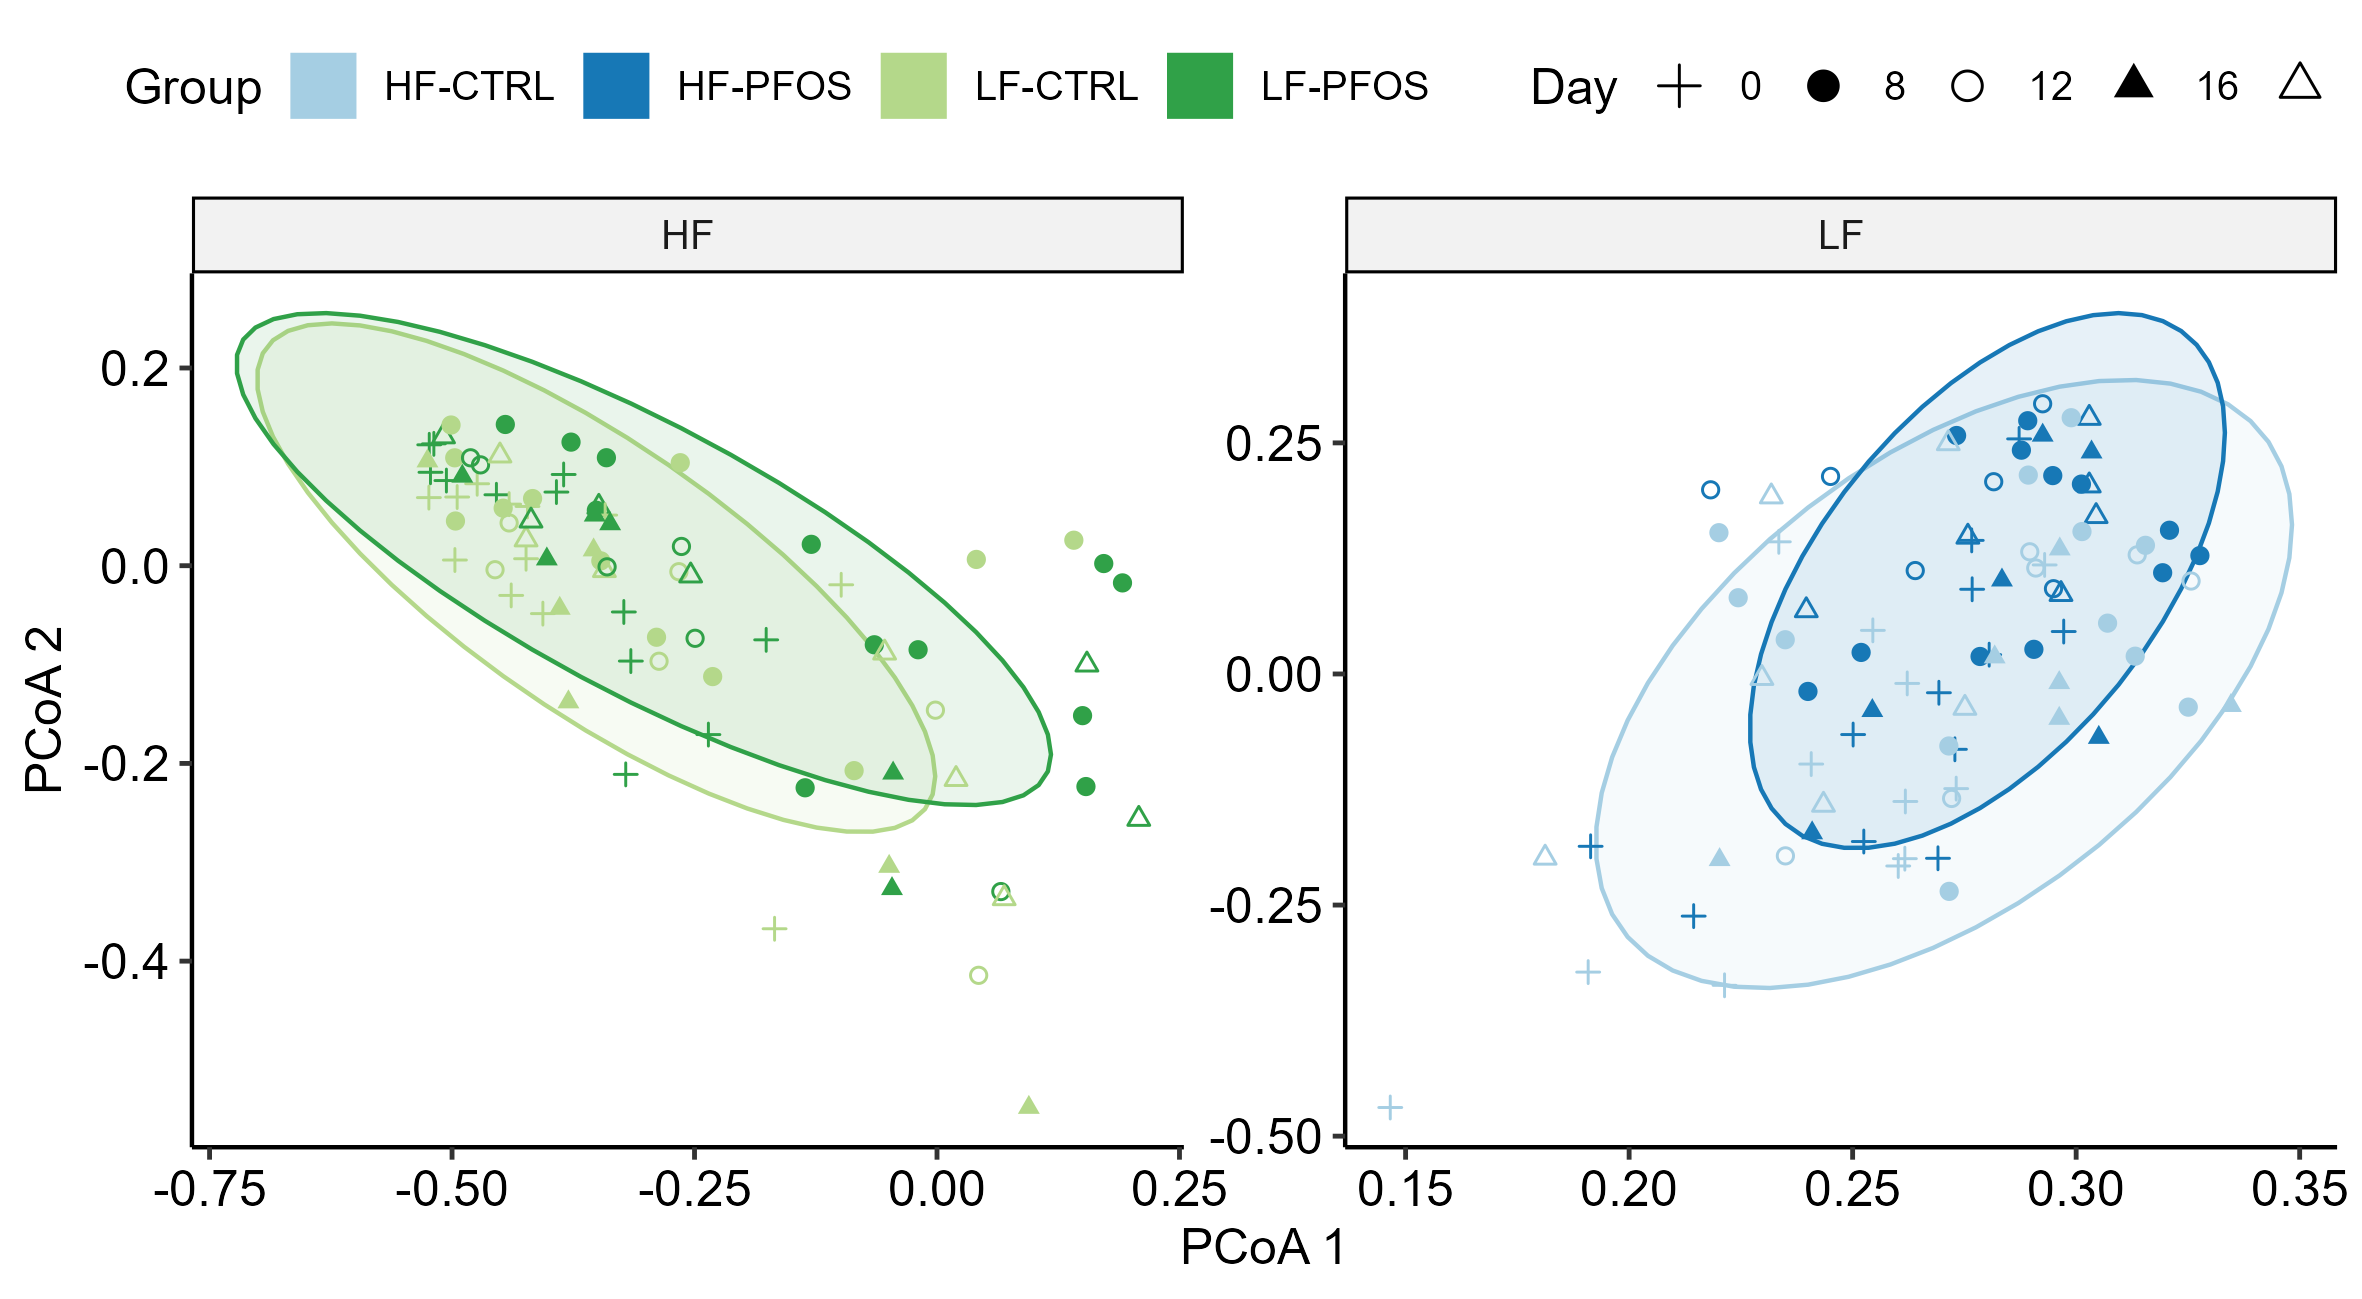 Group HF-CTRL HF-PFOS LF-CTRL LF-PFOS Day 0 8 12 16
HF LF
0.2
0.0
-0.2
-0.4
PCoA 2
0.25
0.00
-0.25
-0.50
-0.75 -0.50 -0.25 0.00 0.25 0.15 0.20 0.25 0.30 0.35
PCoA 1